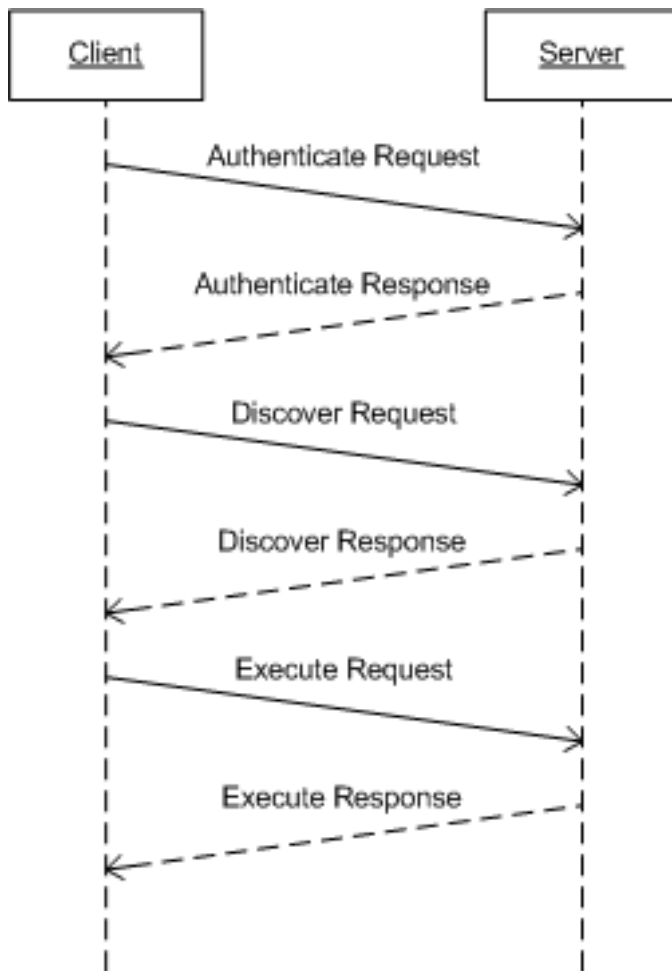 Client
Server
Authenticate Request
Authenticate Response
Discover Request
Discover Response
Execute Request
Execute Response